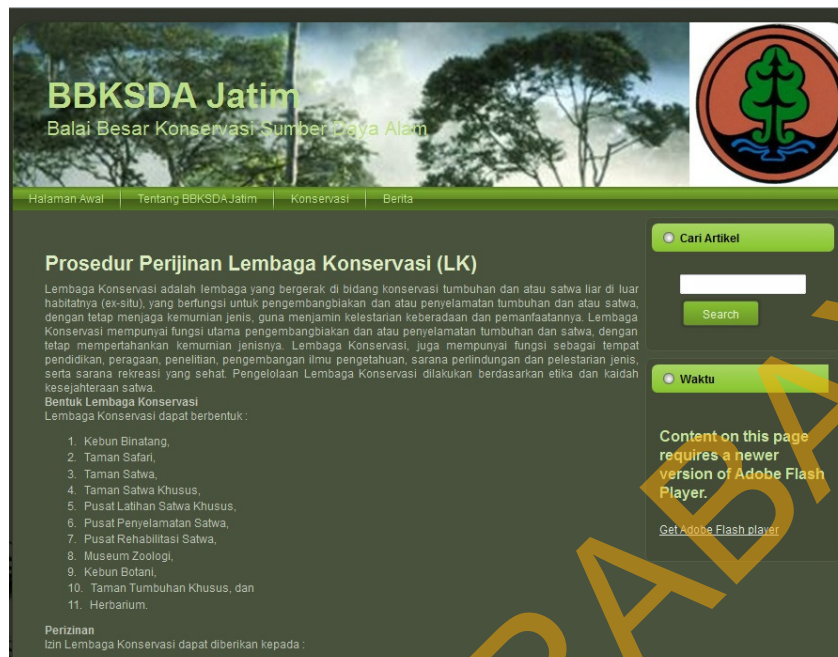 BBKSDA Jatim
Balai Besar Konservasi Sumber Daya Alam
Halaman Awal
Tentang BBKSDA Jatim
Konservasi
Berita
Prosedur Perijinan Lembaga Konservasi (LK)
Lembaga Konservasi adalah lembaga yang bergerak di bidang konservasi tumbuhan dan atau satwa liar di luar
habitatnya (ex-situ), yang berfungsi untuk pengembangbiakan dan atau penyelamatan tumbuhan dan atau satwa,
dengan tetap menjaga kemurnian jenis, guna menjamin kelestarian keberadaan dan pemanfaatannya. Lembaga
Konservasi mempunyai fungsi utama pengembangbiakan dan atau penyelamatan tumbuhan dan satwa, dengan
tetap mempertahankan kemurnian jenisnya. Lembaga Konservasi, juga mempunyai fungsi sebagai tempat
pendidikan, peragaan, penelitian, pengembangan ilmu pengetahuan, sarana perlindungan dan pelestarian jenis,
serta sarana rekreasi yang sehat. Pengelolaan Lembaga Konservasi dilakukan berdasarkan etika dan kaidah
kesejahteraan satwa.
Bentuk Lembaga Konservasi
Lembaga Konservasi dapat berbentuk :
1. Kebun Binatang,
2. Taman Safari,
3. Taman Satwa,
4. Taman Satwa Khusus,
5. Pusat Latihan Satwa Khusus,
6. Pusat Penyelamatan Satwa,
7. Pusat Rehabilitasi Satwa,
8. Museum Zoologi,
9. Kebun Botani,
10. Taman Tumbuhan Khusus, dan
11. Herbarium.
Perizinan
Izin Lembaga Konservasi dapat diberikan kepada :
Cari Artikel
Search
Waktu
Content on this page
requires a newer
version of Adobe Flash
Player.
Get Adobe Flash player